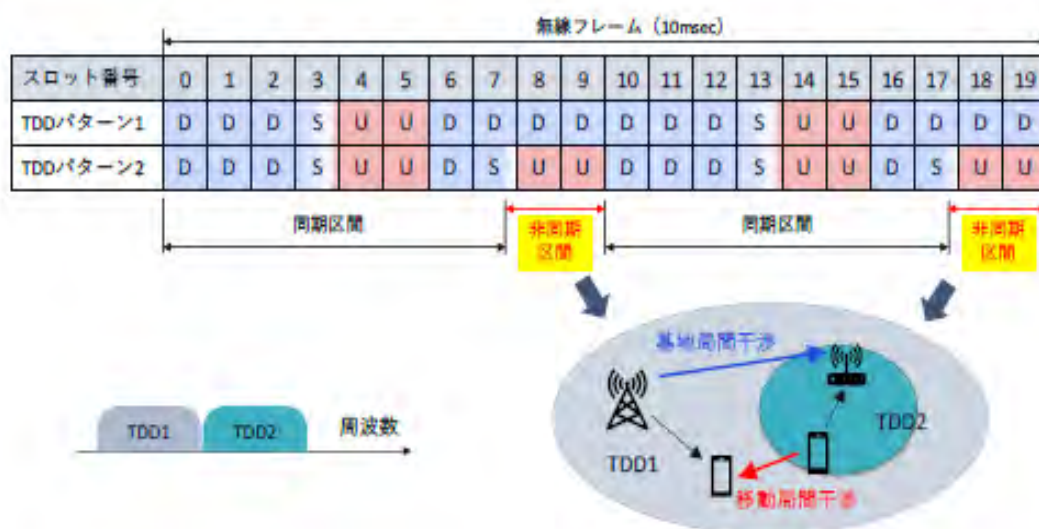 無線フレーム（10msec）
スロット番号 0 1 2 3 4 5 6 7 8 9 10 11 12 13 14 15 16 17 18 19
TDDパターン1 D D D S U U D D D D D D D S U U D D D D
TDDパターン2 D D D S U U D S U U D D D S U U D S U U
同期区間 非同期 同期区間 非同期
区間 区間
基地局間干渉
TDD1 TDD2 周波数
TDD2
TDD1
移動局間干渉